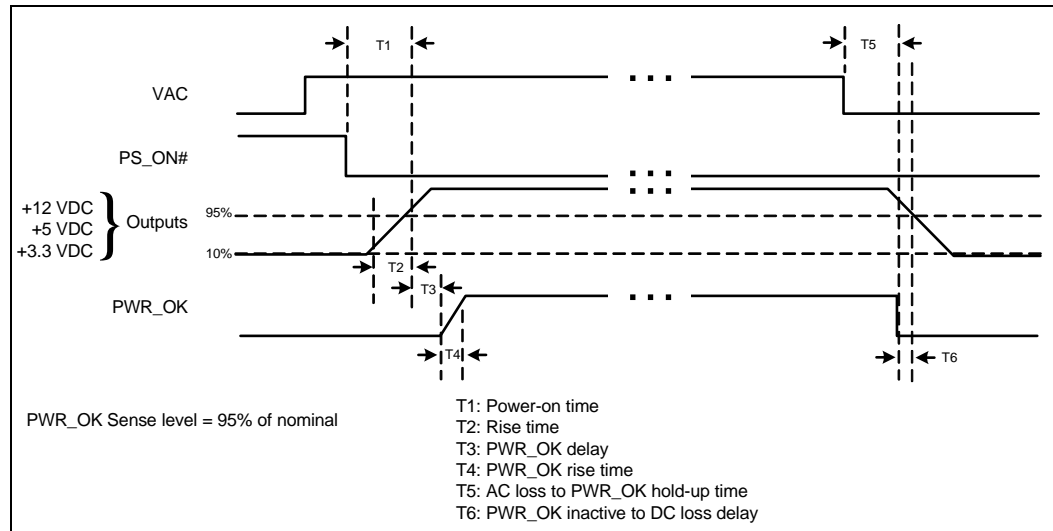 T1
T5
VAC
PS_ON#
+12 VDC
+5 VDC
+3.3 VDC
Outputs
95%
10%
T2
T3
PWR_OK
T4
T6
PWR_OK Sense level = 95% of nominal
T1: Power-on time
T2: Rise time
T3: PWR_OK delay
T4: PWR_OK rise time
T5: AC loss to PWR_OK hold-up time
T6: PWR_OK inactive to DC loss delay